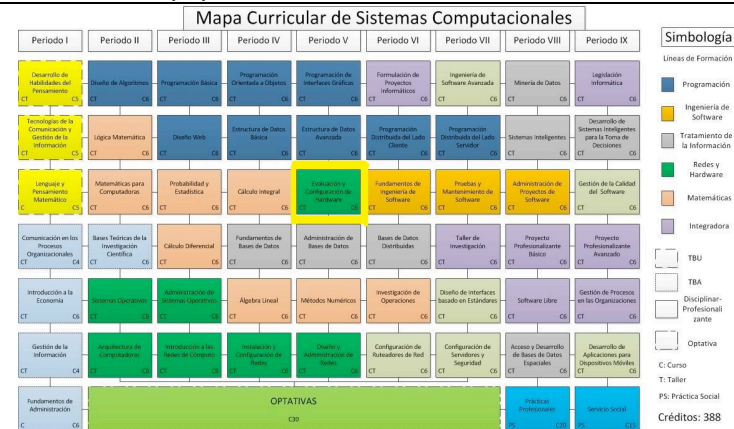 Mapa Curricular de Sistemas Computacionales
Periodo I
Periodo II
Periodo III
Periodo IV
Periodo V
Periodo VI
Periodo VII
Periodo VIII
Periodo IX
Desarrollo de
Habilidades del
Pensamiento
CT C5
Diseño de Algoritmos
CT C6
Programación Básica
CT C6
Programación
Orientada a Objetos
CT C6
Programación de
Interfaces Gráficas
CT C6
Formulación de
Proyectos
Informáticos
CT C6
Ingeniería de
Software Avanzada
CT C6
Minería de Datos
CT C6
Legislación
Informática
CT C6
Tecnologías de la
Comunicación y
Gestión de la
Información
CT C5
Lógica Matemática
CT C6
Diseño Web
CT C6
Estructura de Datos
Básica
CT C6
Estructura de Datos
Avanzada
CT C6
Programación
Distribuida del Lado
Cliente
CT C6
Programación
Distribuida del Lado
Servidor
CT C6
Sistemas Inteligentes
CT C6
Desarrollo de
Sistemas Inteligentes
para la Toma de
Decisiones
CT C6
Lenguaje y
Pensamiento
Matemático
C C5
Matemáticas para
Computadoras
CT C6
Probabilidad y
Estadística
CT C6
Cálculo Integral
CT C6
Evaluación y
Configuración de
Hardware
CT C6
Fundamentos de
Ingeniería de
Software
CT C6
Pruebas y
Mantenimiento de
Software
CT C6
Administración de
Proyectos de
Software
CT C6
Gestión de la Calidad
del Software
CT C6
Comunicación en los
Procesos
Organizacionales
CT C4
Bases Teóricas de la
Investigación
Científica
CT C6
Cálculo Diferencial
CT C6
Fundamentos de
Bases de Datos
CT C6
Administración de
Bases de Datos
CT C6
Bases de Datos
Distribuidas
CT C6
Taller de
Investigación
CT C6
Proyecto
Profesionalizante
Básico
CT C6
Proyecto
Profesionalizante
Avanzado
CT C6
Introducción a la
Economía
CT C6
Sistemas Operativos
CT C6
Administración de
Sistemas Operativos
CT C6
Álgebra Lineal
CT C6
Métodos Numéricos
CT C6
Investigación de
Operaciones
CT C6
Diseño de Interfaces
basado en Estándares
CT C6
Software Libre
CT C6
Gestión de Procesos
en las Organizaciones
CT C6
Gestión de la
Información
CT C4
Arquitectura de
Computadoras
CT C6
Introducción a las
Redes de Cómputo
CT C6
Instalación y
Configuración de
Redes
CT C6
Diseño y
Administración de
Redes
CT C6
Configuración de
Ruteadores de Red
CT C6
Configuración de
Servidores y
Seguridad
CT C6
Acceso y Desarrollo
de Bases de Datos
Espaciales
CT C6
Desarrollo de
Aplicaciones para
Dispositivos Móviles
CT C6
Fundamentos de
Administración
C C6
OPTATIVAS
C30
Prácticas
Profesionales
PS C20
Servicio Social
PS
Simbología
Líneas de Formación
Programación
Ingeniería de
Software
Tratamiento de
la Información
Redes y
Hardware
Matemáticas
Integradora
TBU
TBA
Disciplinar-
Profesionali
zante
Optativa
C: Curso
T: Taller
PS: Práctica Social
Créditos: 388